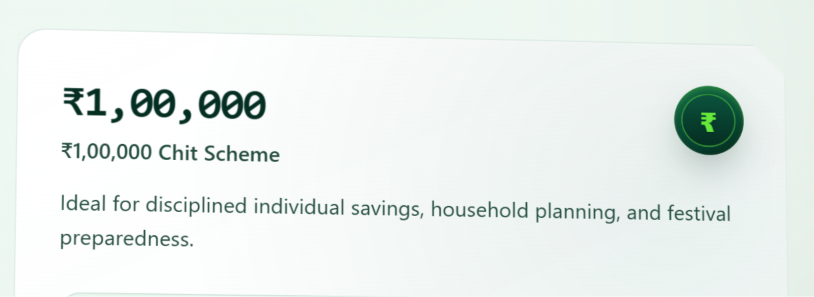 ₹1,00,000
₹
₹1,00,000 Chit Scheme
Ideal for disciplined individual savings, household planning, and festival
preparedness.